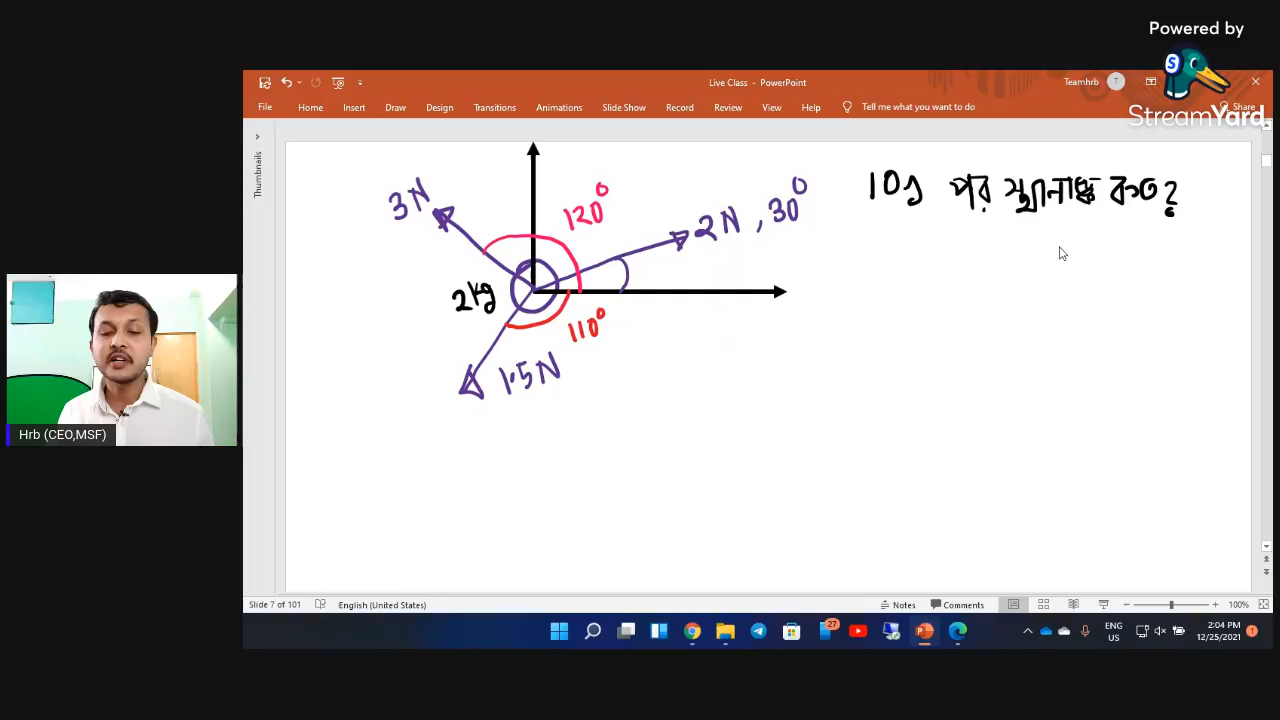 Powered by
StreamYard
Live Class - PowerPoint
Teamhrb
T
File Home Insert Draw Design Transitions Animations Slide Show Record Review View Help Tell me what you want to do
Share
Thumbnails
3N
120°
2N, 30°
2kg
110°
1.5N
10s পর স্থানাঙ্ক কত?
Hrb (CEO,MSF)
Slide 7 of 101 English (United States) Notes Comments 100%
27
ENG
US
2:04 PM
12/25/2021
1